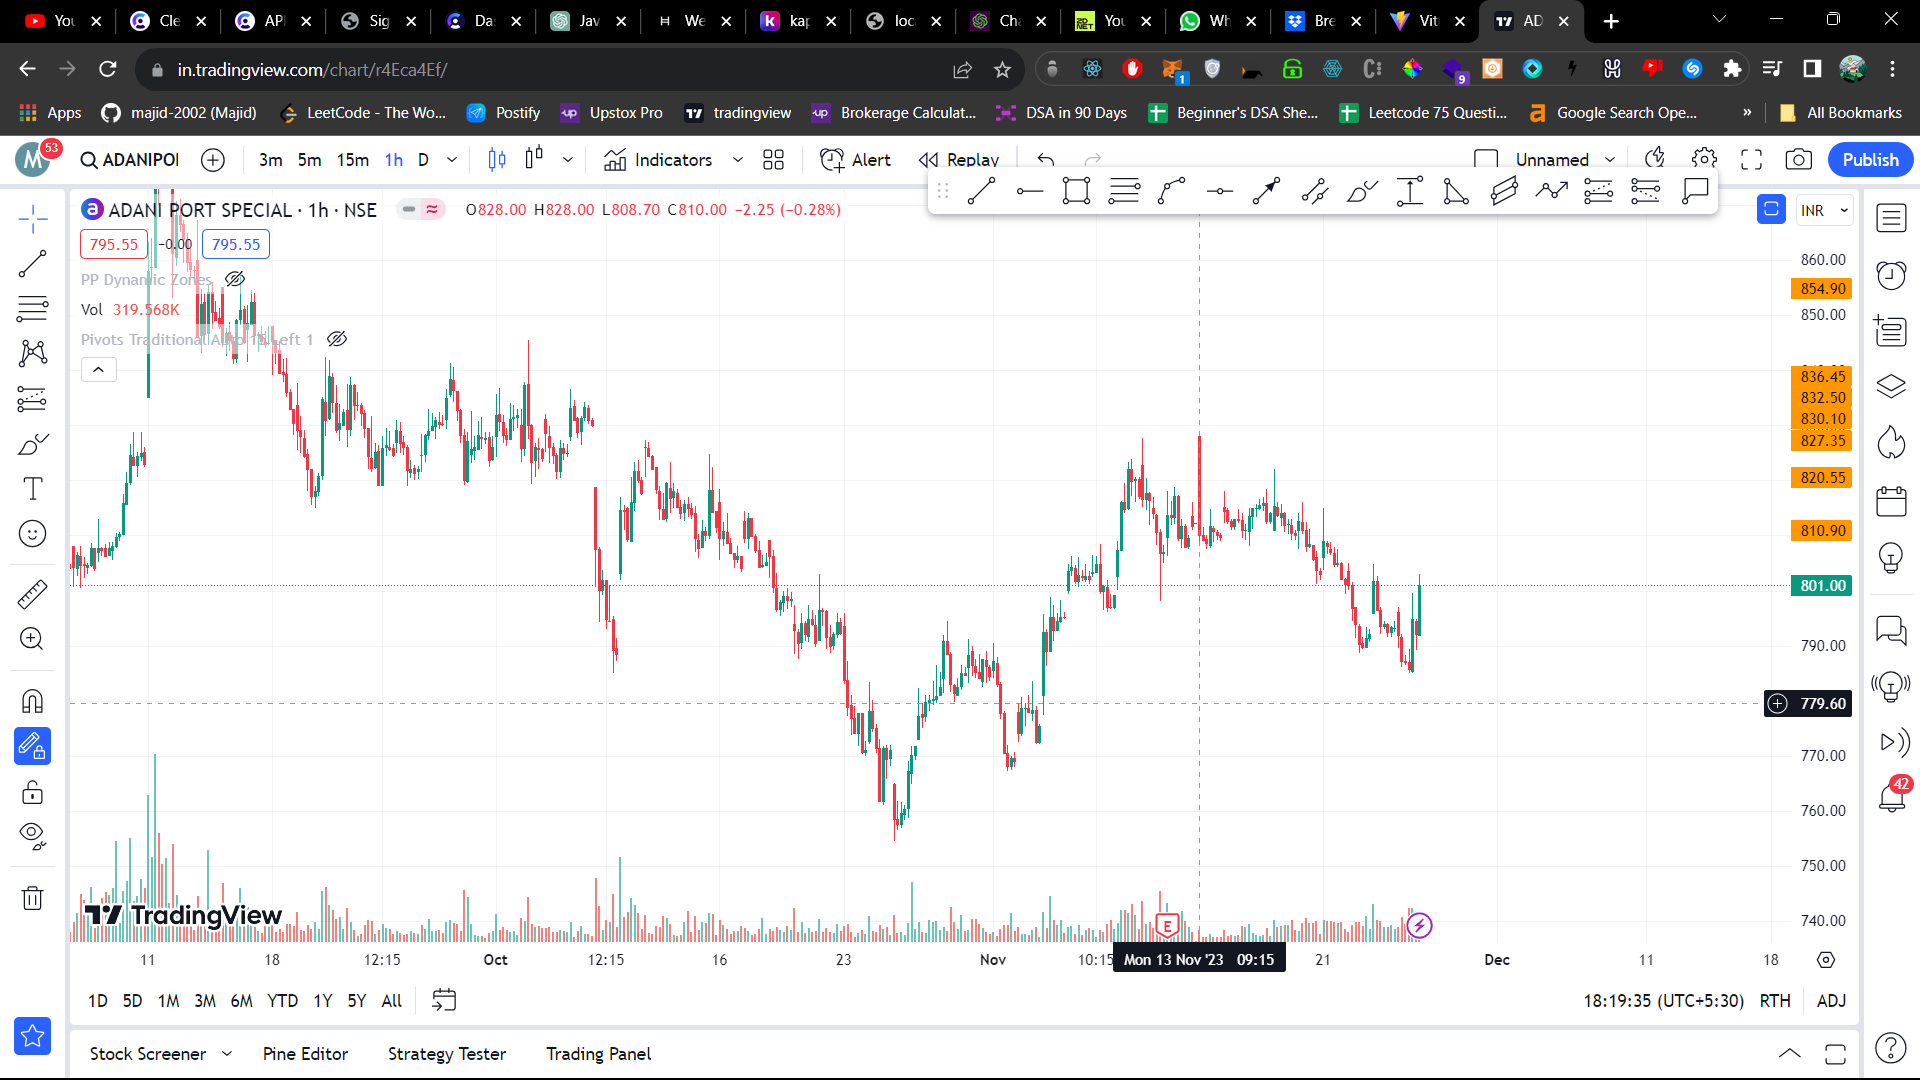 You
Cle
API
Sig
Das
Jav
We
kap
loca
Cha
You
Wh
Bre
Vite
AD
in.tradingview.com/chart/r4Eca4Ef/
1
9
Apps
majid-2002 (Majid)
LeetCode - The Wo...
Postify
Upstox Pro
tradingview
Brokerage Calculat...
DSA in 90 Days
Beginner's DSA She...
Leetcode 75 Questi...
Google Search Ope...
»
All Bookmarks
M
53
ADANIPOI
3m
5m
15m
1h
D
Indicators
Alert
Replay
Unnamed
Publish
ADANI PORT SPECIAL · 1h · NSE
O828.00 H828.00 L808.70 C810.00 −2.25 (−0.28%)
INR
795.55
−0.00
795.55
PP Dynamic Zones
Vol 319.568K
Pivots Traditional Auto 15 Left 1
860.00
854.90
850.00
836.45
832.50
830.10
827.35
820.55
810.90
801.00
790.00
779.60
770.00
760.00
750.00
740.00
42
TradingView
E
11
18
12:15
Oct
12:15
16
23
Nov
10:15
Mon 13 Nov '23 09:15
21
Dec
11
18
1D
5D
1M
3M
6M
YTD
1Y
5Y
All
18:19:35 (UTC+5:30)
RTH
ADJ
Stock Screener
Pine Editor
Strategy Tester
Trading Panel